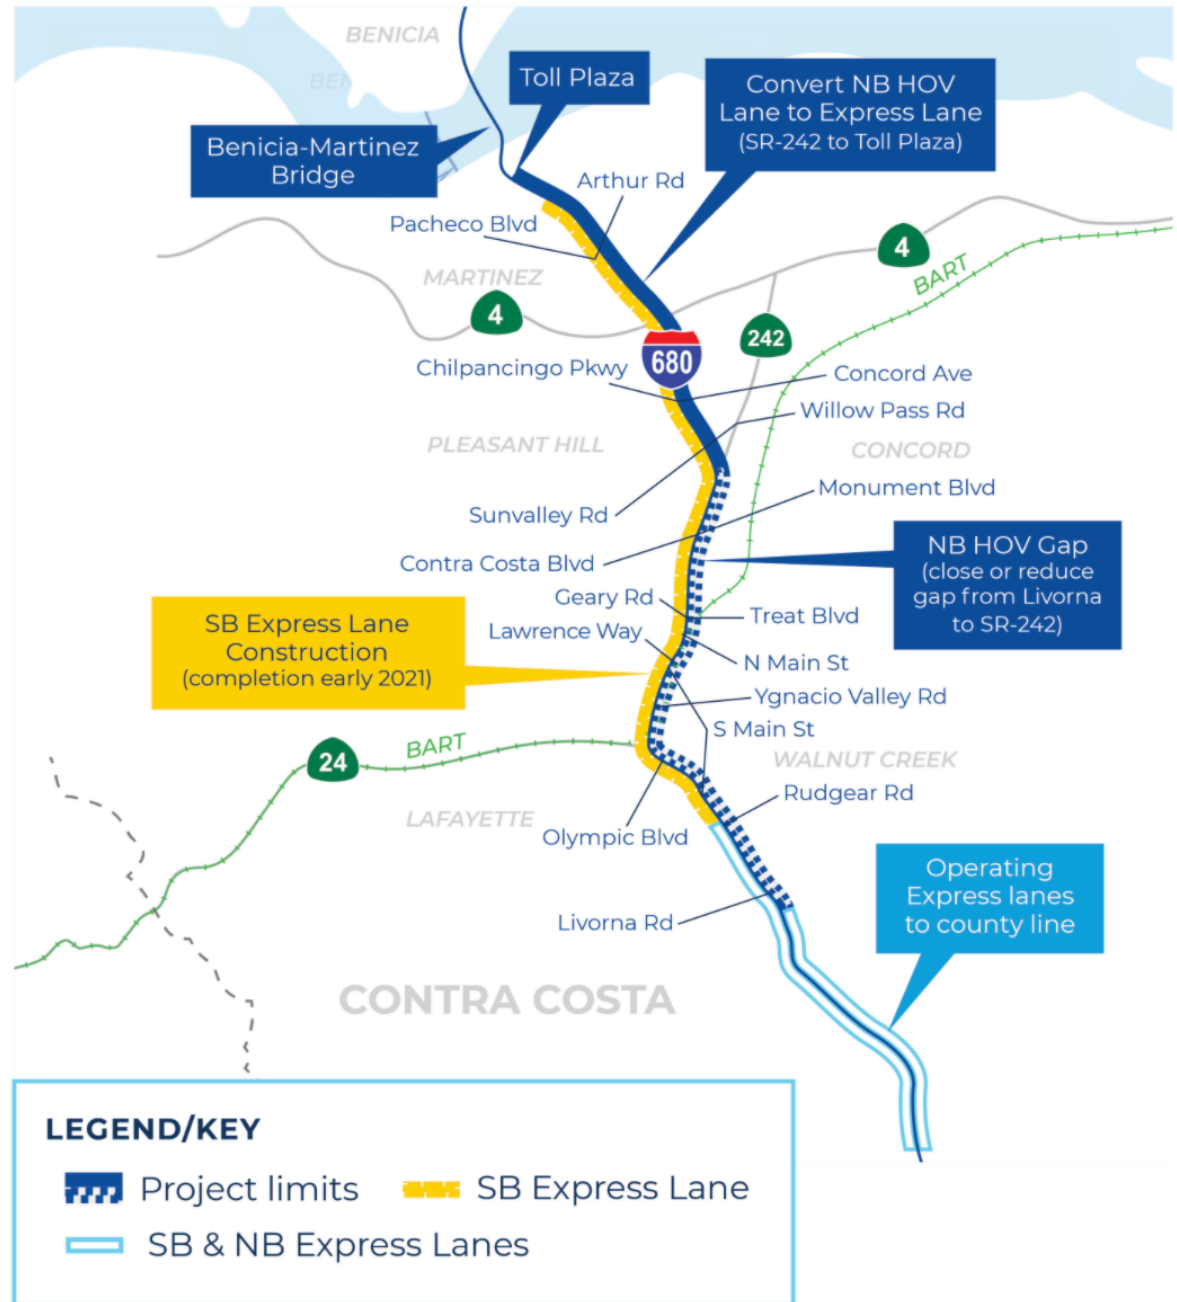 BENICIA
BEN
Toll Plaza
Convert NB HOV
Lane to Express Lane
(SR-242 to Toll Plaza)
Benicia-Martinez
Bridge
Arthur Rd
Pacheco Blvd
4
BART
MARTINEZ
4
242
680
Chilpancingo Pkwy
Concord Ave
Willow Pass Rd
PLEASANT HILL
CONCORD
Monument Blvd
Sunvalley Rd
NB HOV Gap
(close or reduce
gap from Livorna
to SR-242)
Contra Costa Blvd
Geary Rd
Treat Blvd
SB Express Lane
Construction
(completion early 2021)
Lawrence Way
N Main St
Ygnacio Valley Rd
S Main St
BART
24
WALNUT CREEK
Rudgear Rd
LAFAYETTE
Olympic Blvd
Operating
Express lanes
to county line
Livorna Rd
CONTRA COSTA
LEGEND/KEY
Project limits
SB Express Lane
SB & NB Express Lanes